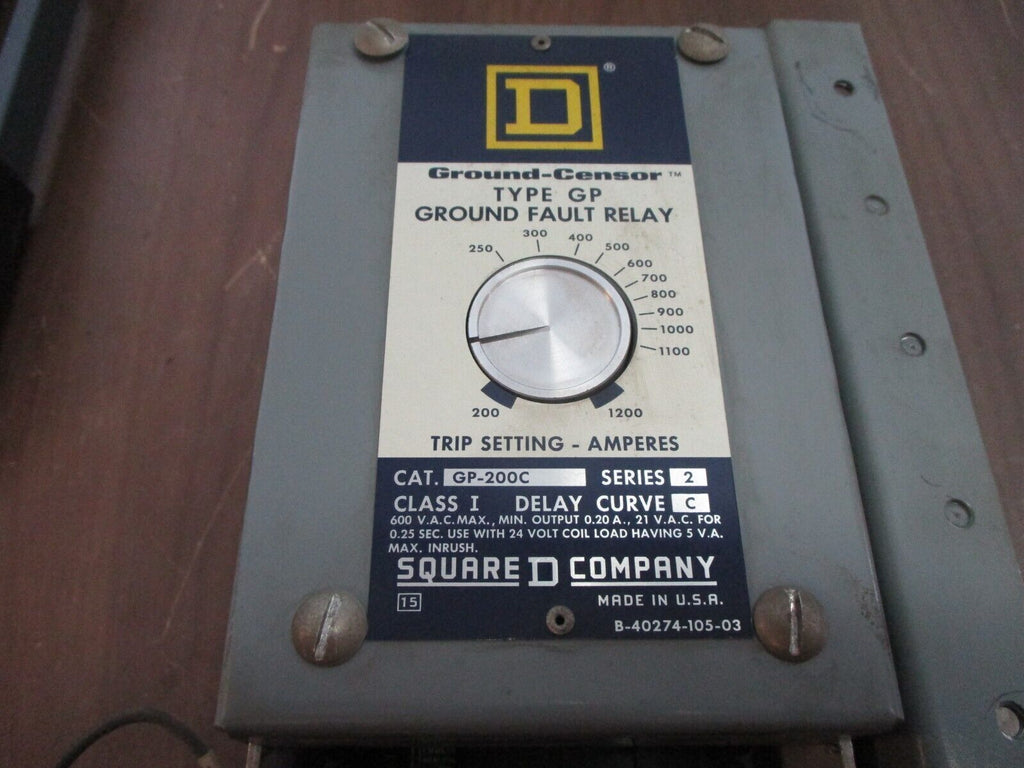 D ®
Ground-Censor ™
TYPE GP
GROUND FAULT RELAY
250 300 400 500
600
700
800
900
1000
1100
200 1200
TRIP SETTING - AMPERES
CAT. GP-200C SERIES 2
CLASS I DELAY CURVE C
600 V.A.C. MAX., MIN. OUTPUT 0.20 A., 21 V.A.C. FOR
0.25 SEC. USE WITH 24 VOLT COIL LOAD HAVING 5 V.A.
MAX. INRUSH.
SQUARE D COMPANY
15 MADE IN U.S.A.
B-40274-105-03